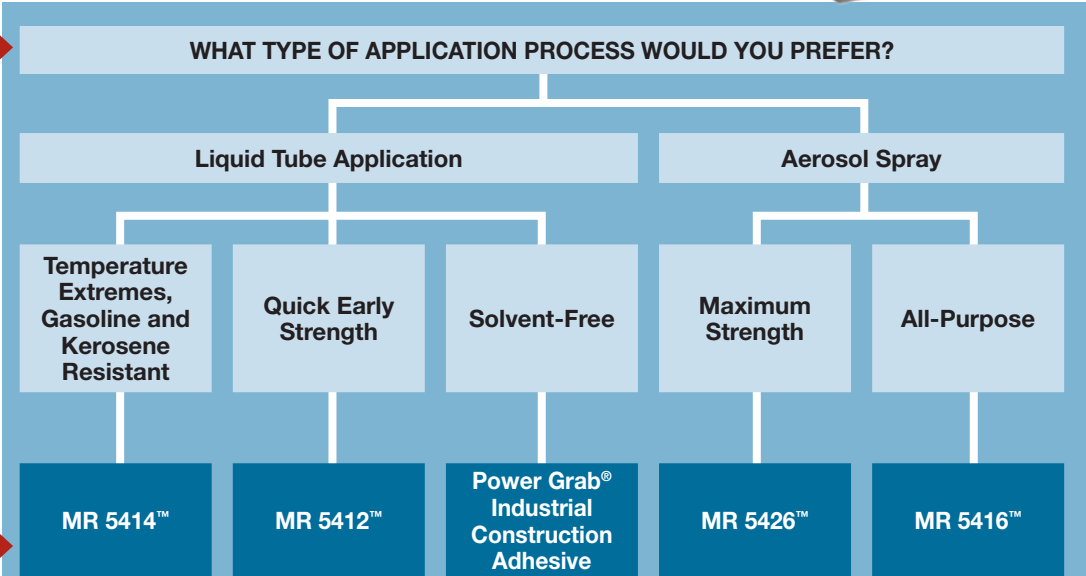 WHAT TYPE OF APPLICATION PROCESS WOULD YOU PREFER?
Liquid Tube Application
Aerosol Spray
Temperature
Extremes,
Gasoline and
Kerosene
Resistant
Quick Early
Strength
Solvent-Free
Maximum
Strength
All-Purpose
MR 5414™
MR 5412™
Power Grab®
Industrial
Construction
Adhesive
MR 5426™
MR 5416™